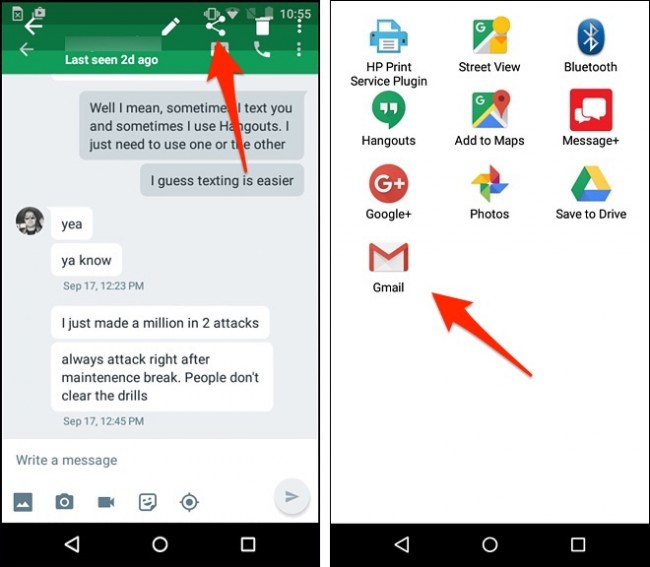 10:55
Last seen 2d ago
Well I mean, sometimes I text you
and sometimes I use Hangouts. I
just need to use one or the other
I guess texting is easier
yea
ya know
Sep 17, 12:23 PM
I just made a million in 2 attacks
always attack right after
maintenence break. People don't
clear the drills
Sep 17, 12:45 PM
Write a message
HP Print
Service Plugin
Street View
Bluetooth
Hangouts
Add to Maps
Message+
G+
Google+
Photos
Save to Drive
Gmail